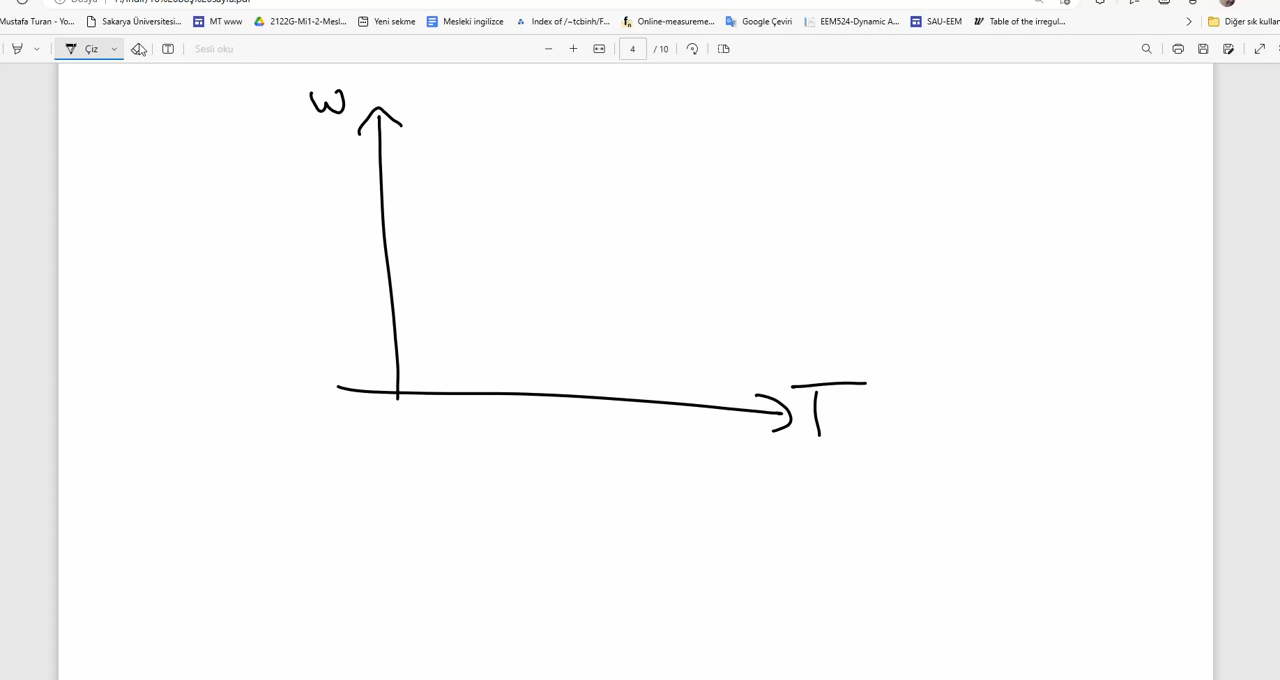 Mustafa Turan - Yo...
Sakarya Üniversitesi...
MT www
2122G-Mi1-2-Mesl...
Yeni sekme
Mesleki ingilizce
Index of /~tcbinh/F...
Online-measureme...
Google Çeviri
EEM524-Dynamic A...
SAU-EEM
Table of the irregul...
Diğer sık kullan
Çiz
Sesli oku
4 / 10
w
T